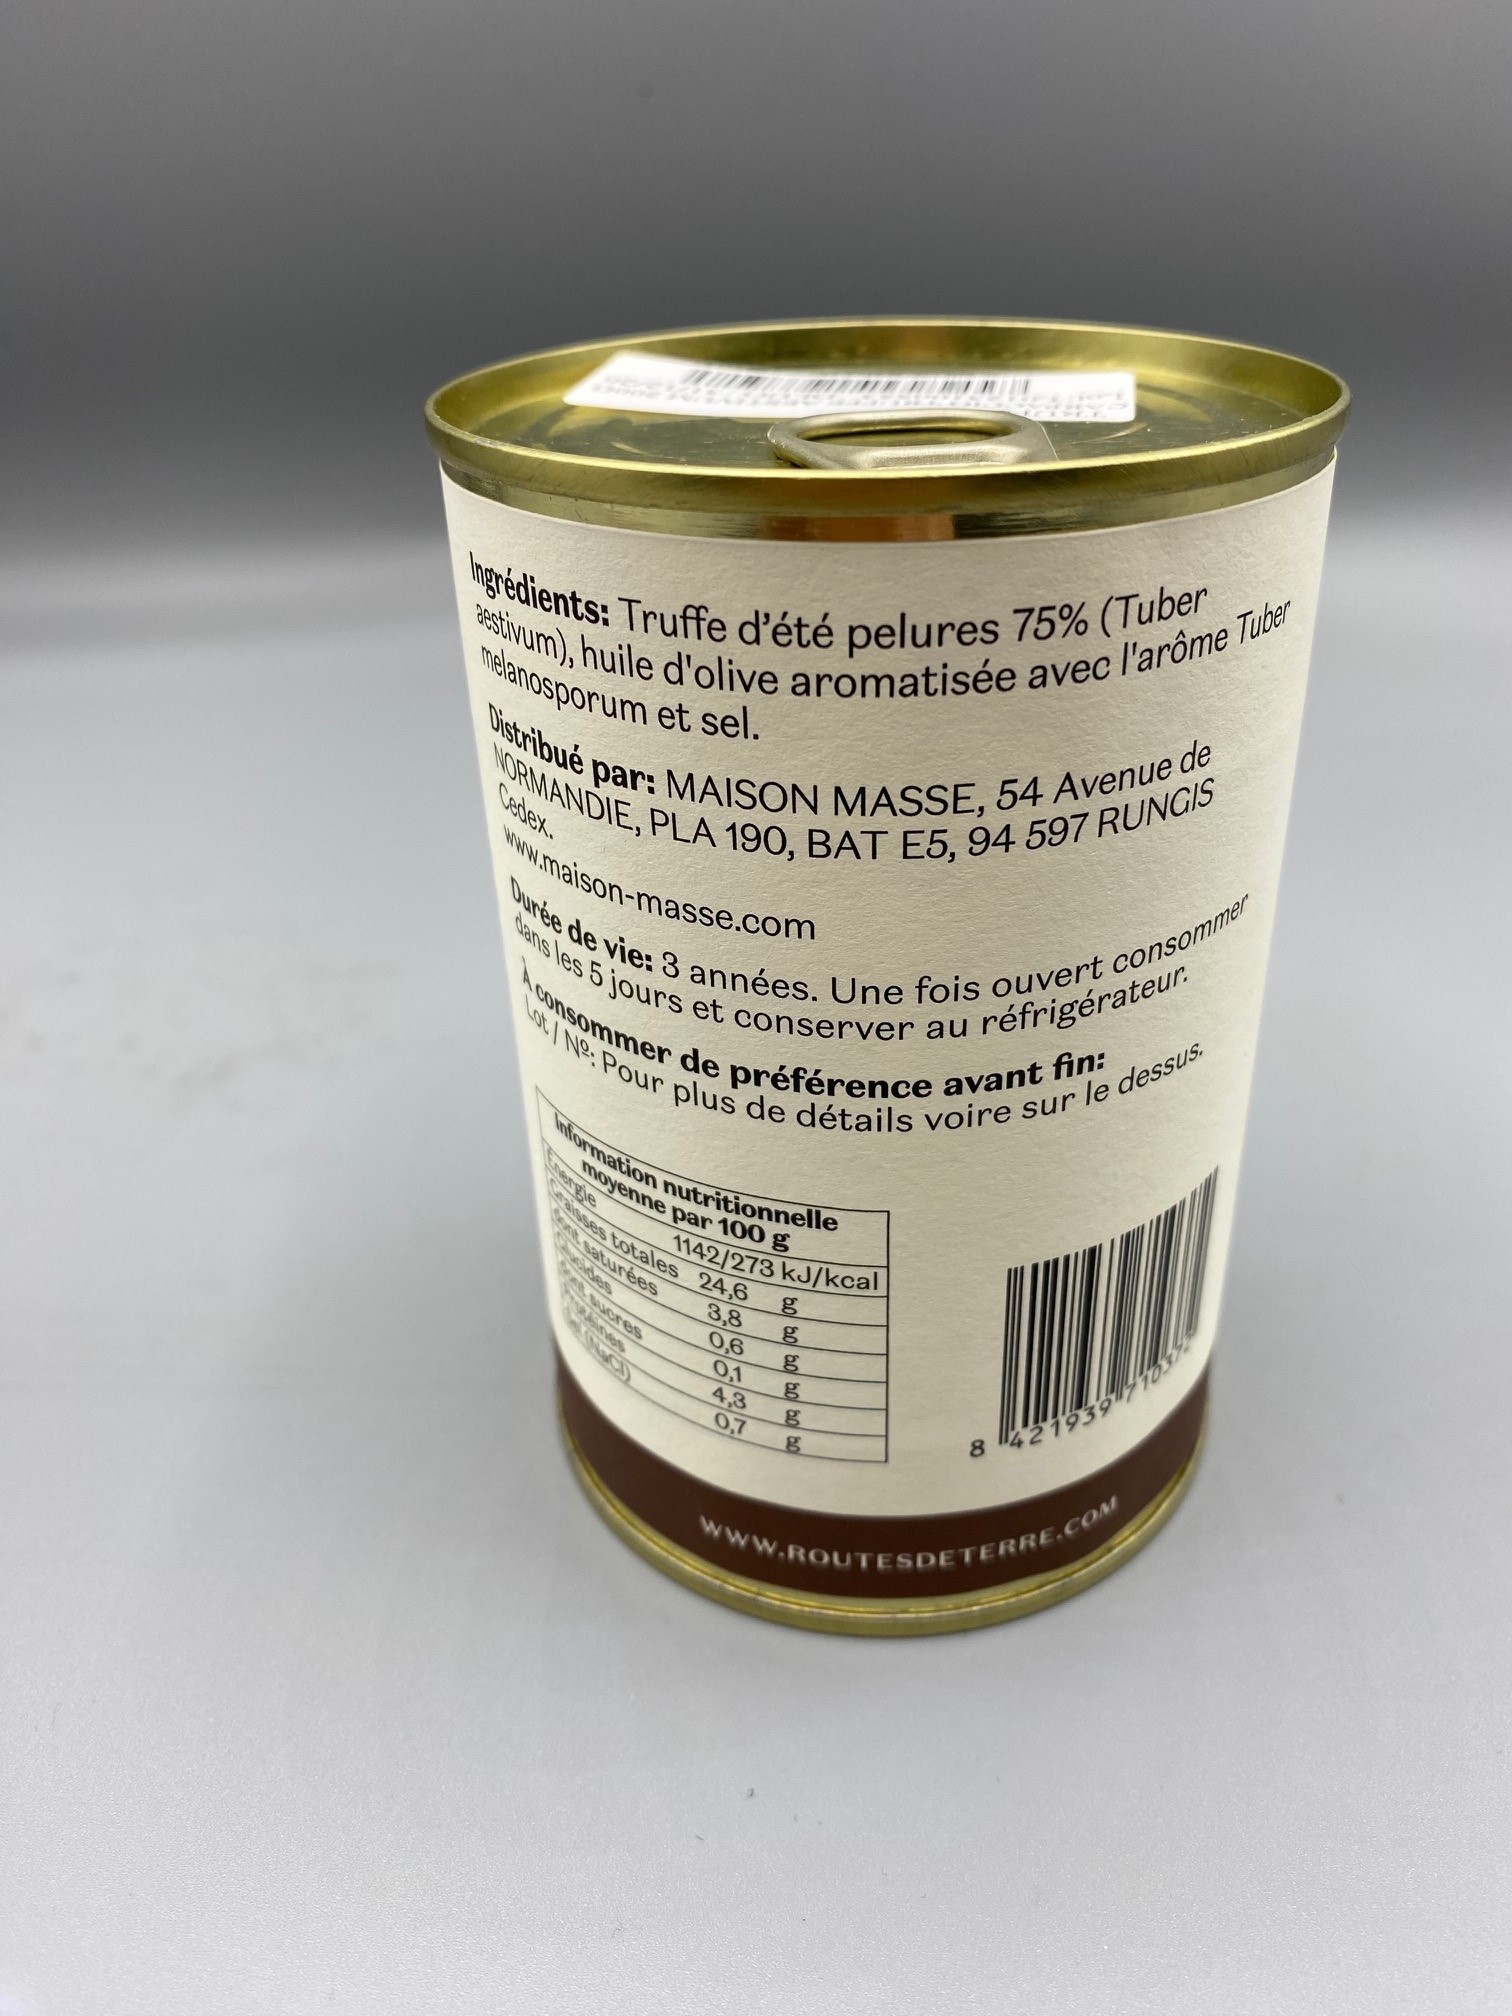 Ingrédients: Truffe d'été pelures 75% (Tuber
aestivum), huile d'olive aromatisée avec l'arôme Tuber
melanosporum et sel.
Distribué par: MAISON MASSE, 54 Avenue de
NORMANDIE, PLA 190, BAT E5, 94 597 RUNGIS
Cedex.
www.maison-masse.com
Durée de vie: 3 années. Une fois ouvert consommer
dans les 5 jours et conserver au réfrigérateur.
À consommer de préférence avant fin:
Lot / Nº: Pour plus de détails voire sur le dessus.
Information nutritionnelle
moyenne par 100 g
Énergie 1142/273 kJ/kcal
Graisses totales 24,6 g
dont saturées 3,8 g
Glucides 0,6 g
dont sucres 0,1 g
Protéines 4,3 g
Sel (NaCl) 0,7 g
8 421939 71037
WWW.ROUTESDETERRE.COM